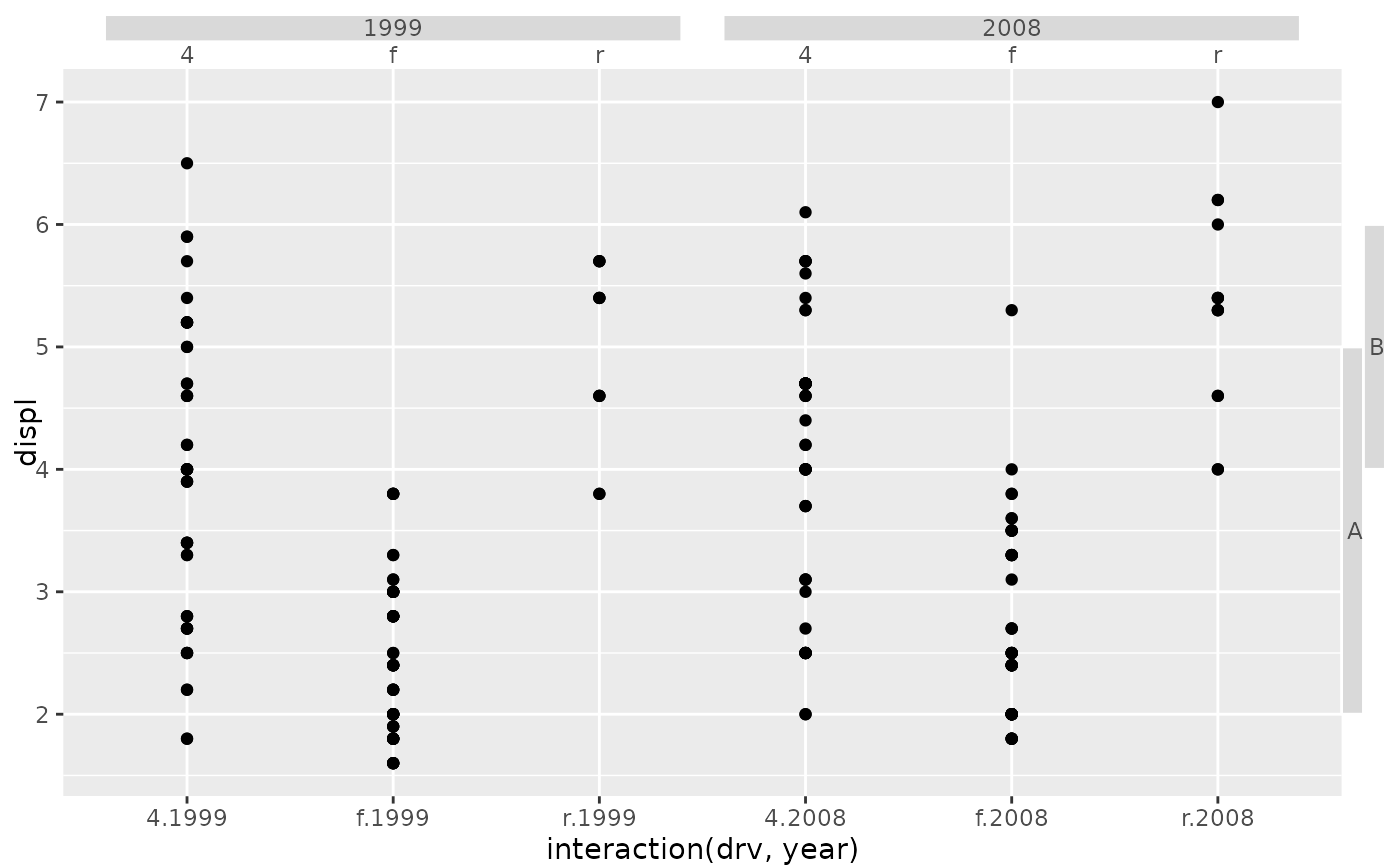 1999 2008
4 f r 4 f r
7
6
5
4
3
2
displ
B
A
4.1999 f.1999 r.1999 4.2008 f.2008 r.2008
interaction(drv, year)